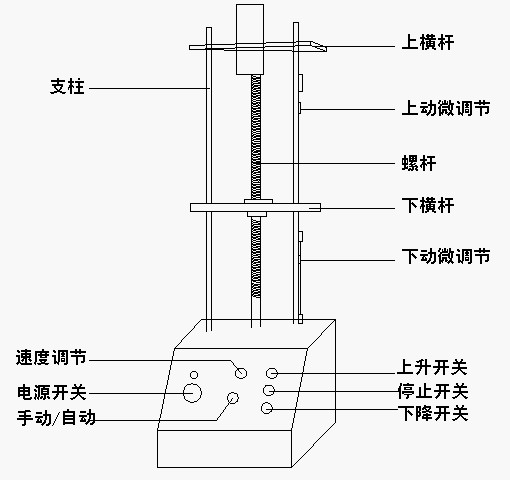 上横杆
支柱
上动微调节
螺杆
下横杆
下动微调节
速度调节
上升开关
电源开关
停止开关
手动/自动
下降开关